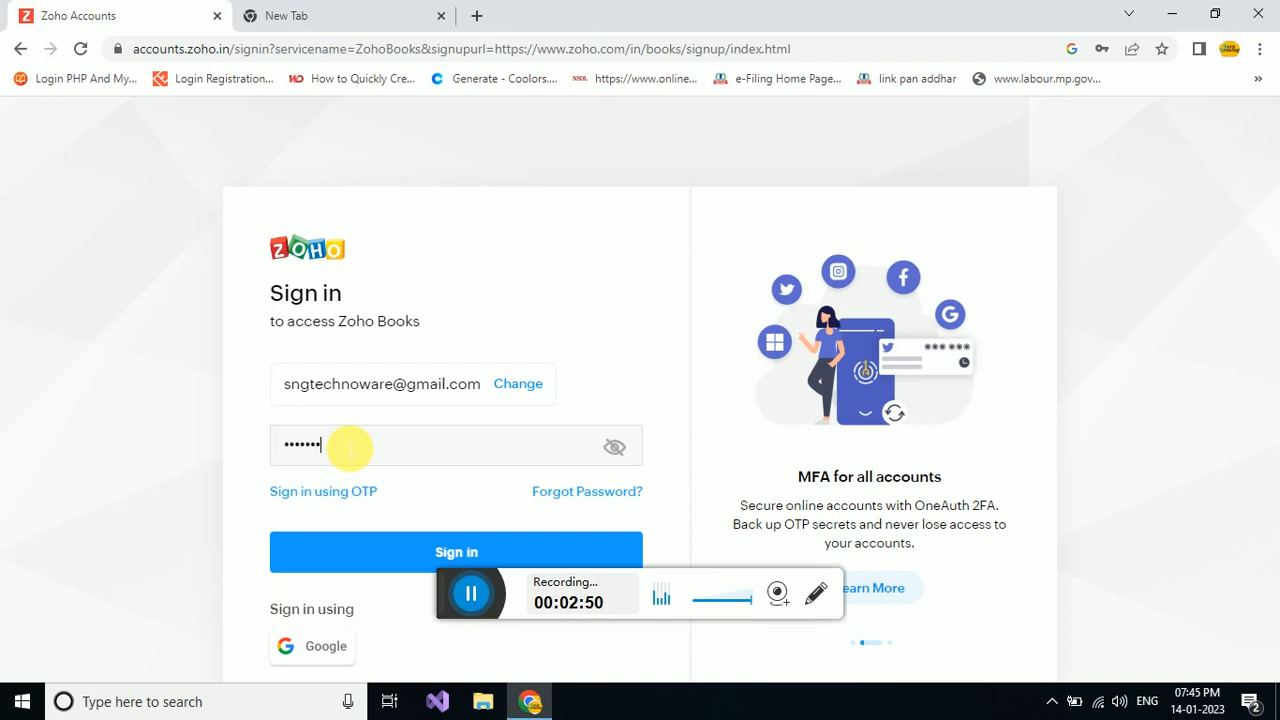 Zoho Accounts
New Tab
accounts.zoho.in/signin?servicename=ZohoBooks&signupurl=https://www.zoho.com/in/books/signup/index.html
Login PHP And My...
Login Registration...
How to Quickly Cre...
Generate - Coolors....
NSDL
https://www.online...
e-Filing Home Page...
link pan addhar
www.labour.mp.gov...
»
ZOHO
Sign in
to access Zoho Books
sngtechnoware@gmail.com Change
•••••••
Sign in using OTP
Forgot Password?
Sign in
Sign in using
Google
MFA for all accounts
Secure online accounts with OneAuth 2FA.
Back up OTP secrets and never lose access to
your accounts.
earn More
Recording...
00:02:50
Type here to search
ENG
07:45 PM
14-01-2023
2